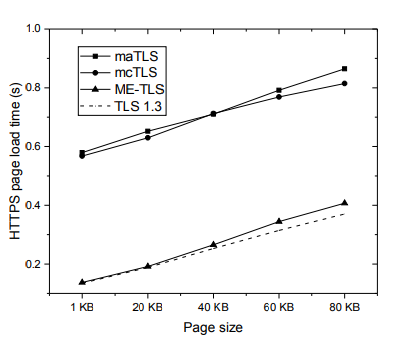 1.0
0.8
0.6
0.4
0.2
HTTPS page load time (s)
maTLS
mcTLS
ME-TLS
TLS 1.3
1 KB 20 KB 40 KB 60 KB 80 KB
Page size